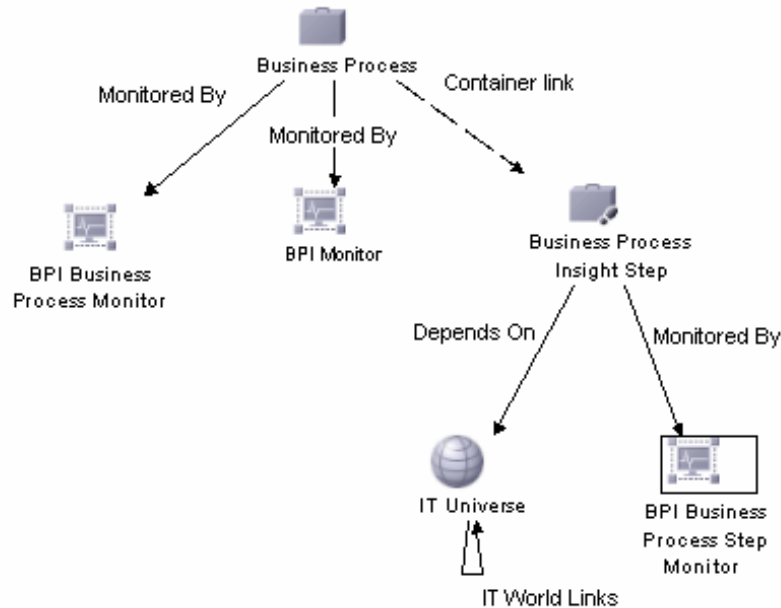 Business Process
Monitored By
Container link
Monitored By
BPI Business
Process Monitor
BPI Monitor
Business Process
Insight Step
Depends On
Monitored By
IT Universe
BPI Business
Process Step
Monitor
IT World Links